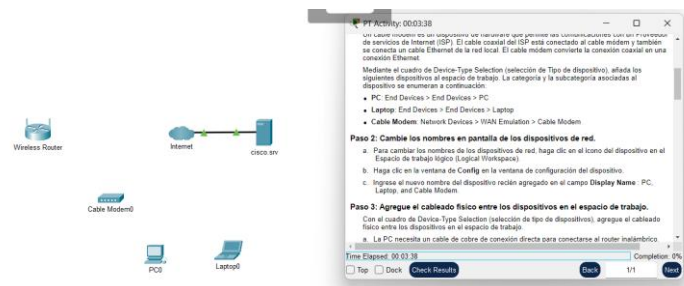 Wireless Router
Internet
cisco.srv
Cable Modem0
PC0
Laptop0
PT Activity: 00:03:38
Un cable módem es un dispositivo de hardware que permite las comunicaciones con un Proveedor
de servicios de Internet (ISP). El cable coaxial del ISP está conectado al cable módem y también
se conecta un cable Ethernet de la red local. El cable módem convierte la conexión coaxial en una
conexión Ethernet.
Mediante el cuadro de Device-Type Selection (selección de Tipo de dispositivo), añada los
siguientes dispositivos al espacio de trabajo. La categoría y la subcategoría asociadas al
dispositivo se enumeran a continuación:
• PC: End Devices > End Devices > PC
• Laptop: End Devices > End Devices > Laptop
• Cable Modem: Network Devices > WAN Emulation > Cable Modem
Paso 2: Cambie los nombres en pantalla de los dispositivos de red.
a. Para cambiar los nombres de los dispositivos de red, haga clic en el icono del dispositivo en el
Espacio de trabajo lógico (Logical Workspace).
b. Haga clic en la ventana de Config en la ventana de configuración del dispositivo.
c. Ingrese el nuevo nombre del dispositivo recién agregado en el campo Display Name : PC,
Laptop, and Cable Modem.
Paso 3: Agregue el cableado físico entre los dispositivos en el espacio de trabajo.
Con el cuadro de Device-Type Selection (selección de tipo de dispositivos), agregue el cableado
físico entre los dispositivos en el espacio de trabajo.
a. La PC necesita un cable de cobre de conexión directa para conectarse al router inalámbrico.
Time Elapsed: 00:03:38
Completion: 0%
Top
Dock
Check Results
Back
1/1
Next